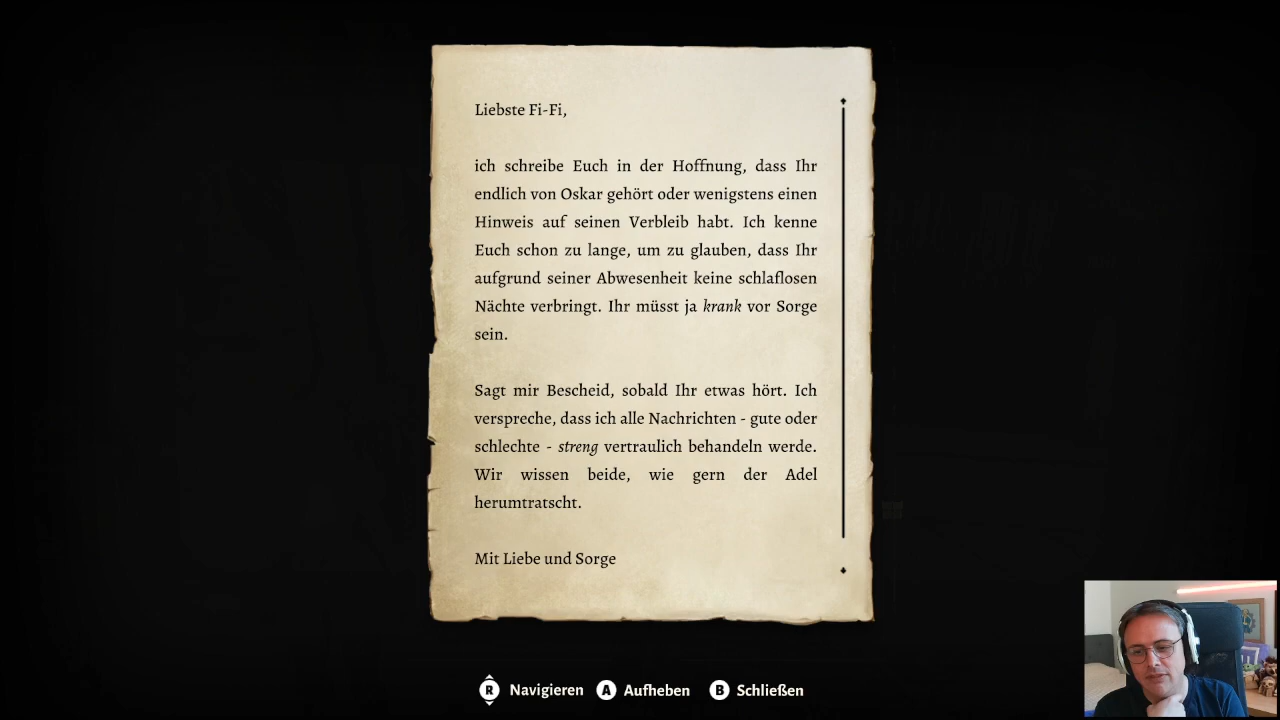 Liebste Fi-Fi,
ich schreibe Euch in der Hoffnung, dass Ihr
endlich von Oskar gehört oder wenigstens einen
Hinweis auf seinen Verbleib habt. Ich kenne
Euch schon zu lange, um zu glauben, dass Ihr
aufgrund seiner Abwesenheit keine schlaflosen
Nächte verbringt. Ihr müsst ja krank vor Sorge
sein.
Sagt mir Bescheid, sobald Ihr etwas hört. Ich
verspreche, dass ich alle Nachrichten - gute oder
schlechte - streng vertraulich behandeln werde.
Wir wissen beide, wie gern der Adel
herumtratscht.
Mit Liebe und Sorge
R Navigieren A Aufheben B Schließen